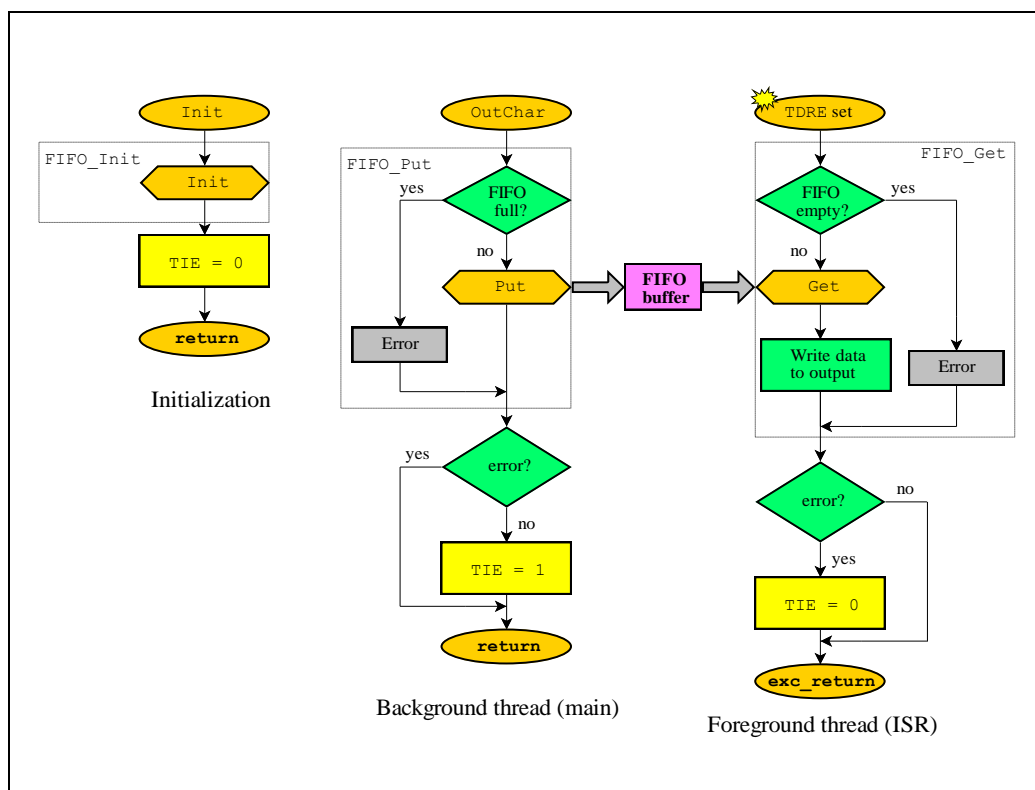 Init
FIFO_Init
Init
TIE = 0
return
Initialization
OutChar
FIFO_Put
yes
FIFO
full?
no
Put
Error
yes
error?
no
TIE = 1
return
Background thread (main)
FIFO
buffer
TDRE set
FIFO_Get
FIFO
empty?
yes
no
Get
Write data
to output
Error
error?
no
yes
TIE = 0
exc_return
Foreground thread (ISR)